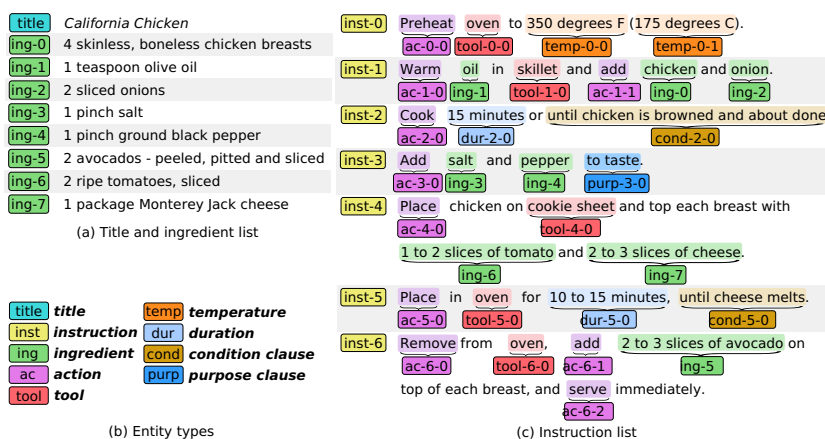 title California Chicken
ing-0 4 skinless, boneless chicken breasts
ing-1 1 teaspoon olive oil
ing-2 2 sliced onions
ing-3 1 pinch salt
ing-4 1 pinch ground black pepper
ing-5 2 avocados - peeled, pitted and sliced
ing-6 2 ripe tomatoes, sliced
ing-7 1 package Monterey Jack cheese
(a) Title and ingredient list
title title
inst instruction
ing ingredient
ac action
tool tool
temp temperature
dur duration
cond condition clause
purp purpose clause
(b) Entity types
inst-0 Preheat oven to 350 degrees F (175 degrees C).
ac-0-0 tool-0-0 temp-0-0 temp-0-1
inst-1 Warm oil in skillet and add chicken and onion.
ac-1-0 ing-1 tool-1-0 ac-1-1 ing-0 ing-2
inst-2 Cook 15 minutes or until chicken is browned and about done
ac-2-0 dur-2-0 cond-2-0
inst-3 Add salt and pepper to taste.
ac-3-0 ing-3 ing-4 purp-3-0
inst-4 Place chicken on cookie sheet and top each breast with
ac-4-0 tool-4-0
1 to 2 slices of tomato and 2 to 3 slices of cheese.
ing-6 ing-7
inst-5 Place in oven for 10 to 15 minutes, until cheese melts.
ac-5-0 tool-5-0 dur-5-0 cond-5-0
inst-6 Remove from oven, add 2 to 3 slices of avocado on
ac-6-0 tool-6-0 ac-6-1 ing-5
top of each breast, and serve immediately.
ac-6-2
(c) Instruction list